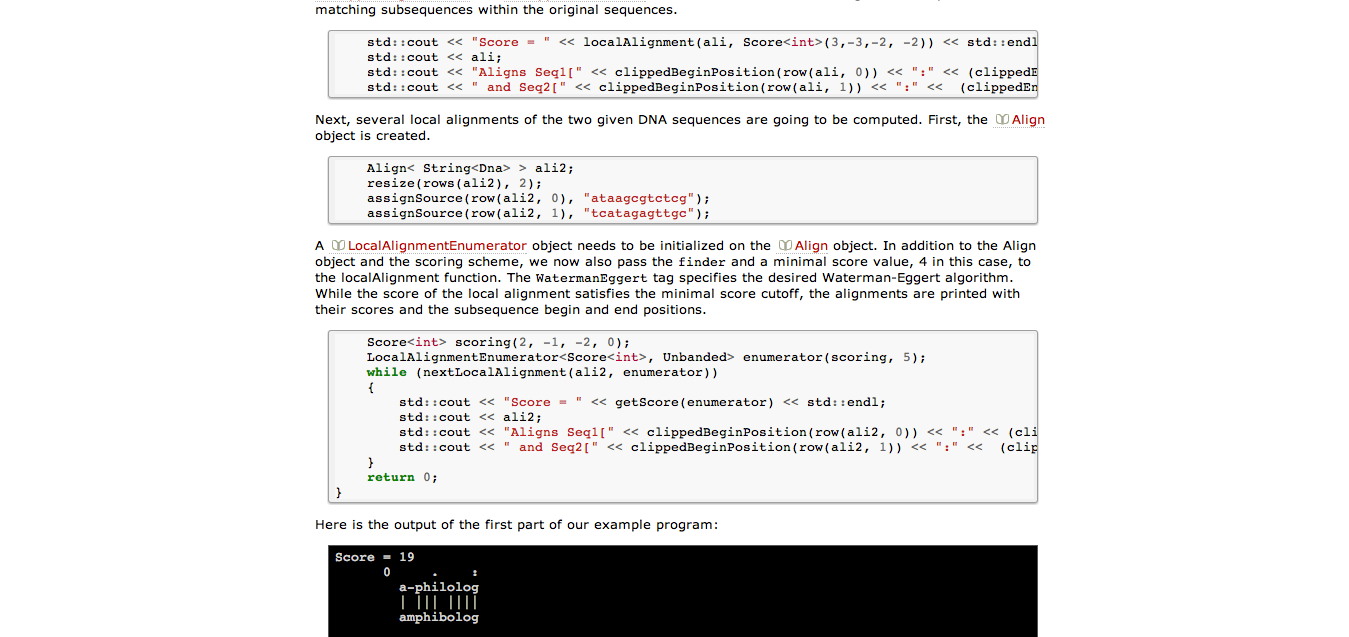 matching subsequences within the original sequences.
std::cout << "Score = " << localAlignment(ali, Score<int>(3,-3,-2, -2)) << std::endl
std::cout << ali;
std::cout << "Aligns Seq1[" << clippedBeginPosition(row(ali, 0)) << ":" << (clippedE
std::cout << " and Seq2[" << clippedBeginPosition(row(ali, 1)) << ":" <<  (clippedEn
Next, several local alignments of the two given DNA sequences are going to be computed. First, the Align
object is created.
Align< String<Dna> > ali2;
resize(rows(ali2), 2);
assignSource(row(ali2, 0), "ataagcgtctcg");
assignSource(row(ali2, 1), "tcatagagttgc");
A LocalAlignmentEnumerator object needs to be initialized on the Align object. In addition to the Align
object and the scoring scheme, we now also pass the finder and a minimal score value, 4 in this case, to
the localAlignment function. The WatermanEggert tag specifies the desired Waterman-Eggert algorithm.
While the score of the local alignment satisfies the minimal score cutoff, the alignments are printed with
their scores and the subsequence begin and end positions.
Score<int> scoring(2, -1, -2, 0);
LocalAlignmentEnumerator<Score<int>, Unbanded> enumerator(scoring, 5);
while (nextLocalAlignment(ali2, enumerator))
{
std::cout << "Score = " << getScore(enumerator) << std::endl;
std::cout << ali2;
std::cout << "Aligns Seq1[" << clippedBeginPosition(row(ali2, 0)) << ":" << (cli
std::cout << " and Seq2[" << clippedBeginPosition(row(ali2, 1)) << ":" <<  (clip
}
return 0;
}
Here is the output of the first part of our example program:
Score = 19
0     .    :
a-philolog
| ||| ||||
amphibolog